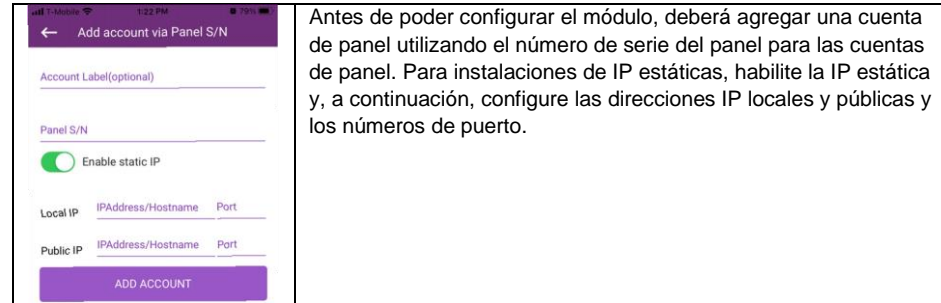 T-Mobile 1:22 PM 79%
Add account via Panel S/N
Account Label(optional)
Panel S/N
Enable static IP
Local IP IPAddress/Hostname Port
Public IP IPAddress/Hostname Port
ADD ACCOUNT
Antes de poder configurar el módulo, deberá agregar una cuenta
de panel utilizando el número de serie del panel para las cuentas
de panel. Para instalaciones de IP estáticas, habilite la IP estática
y, a continuación, configure las direcciones IP locales y públicas y
los números de puerto.